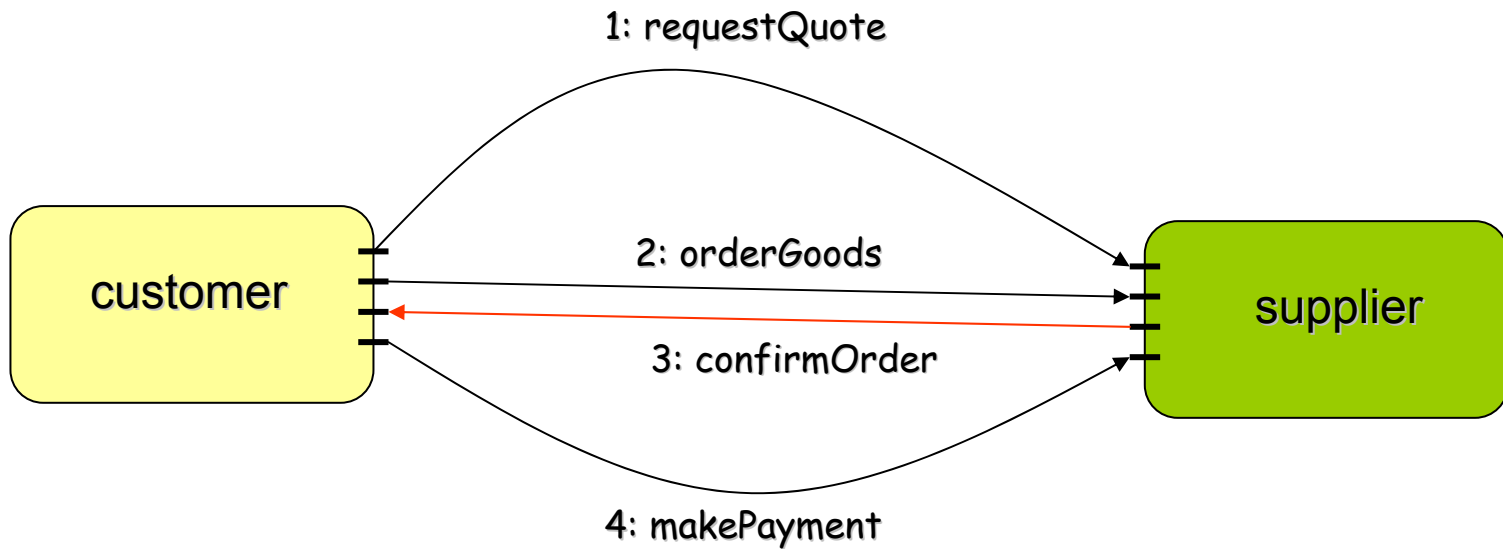 1: requestQuote
2: orderGoods
customer
supplier
3: confirmOrder
4: makePayment